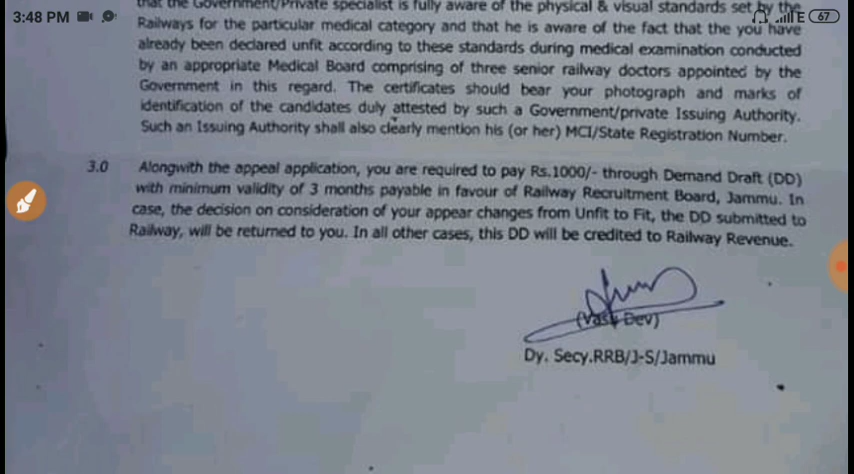 3:48 PM
E 67
that the Government/Private specialist is fully aware of the physical & visual standards set by the
Railways for the particular medical category and that he is aware of the fact that the you have
already been declared unfit according to these standards during medical examination conducted
by an appropriate Medical Board comprising of three senior railway doctors appointed by the
Government in this regard. The certificates should bear your photograph and marks of
identification of the candidates duly attested by such a Government/private Issuing Authority.
Such an Issuing Authority shall also clearly mention his (or her) MCI/State Registration Number.
3.0 Alongwith the appeal application, you are required to pay Rs.1000/- through Demand Draft (DD)
with minimum validity of 3 months payable in favour of Railway Recruitment Board, Jammu. In
case, the decision on consideration of your appear changes from Unfit to Fit, the DD submitted to
Railway, will be returned to you. In all other cases, this DD will be credited to Railway Revenue.
Dev)
Dy. Secy.RRB/J-S/Jammu